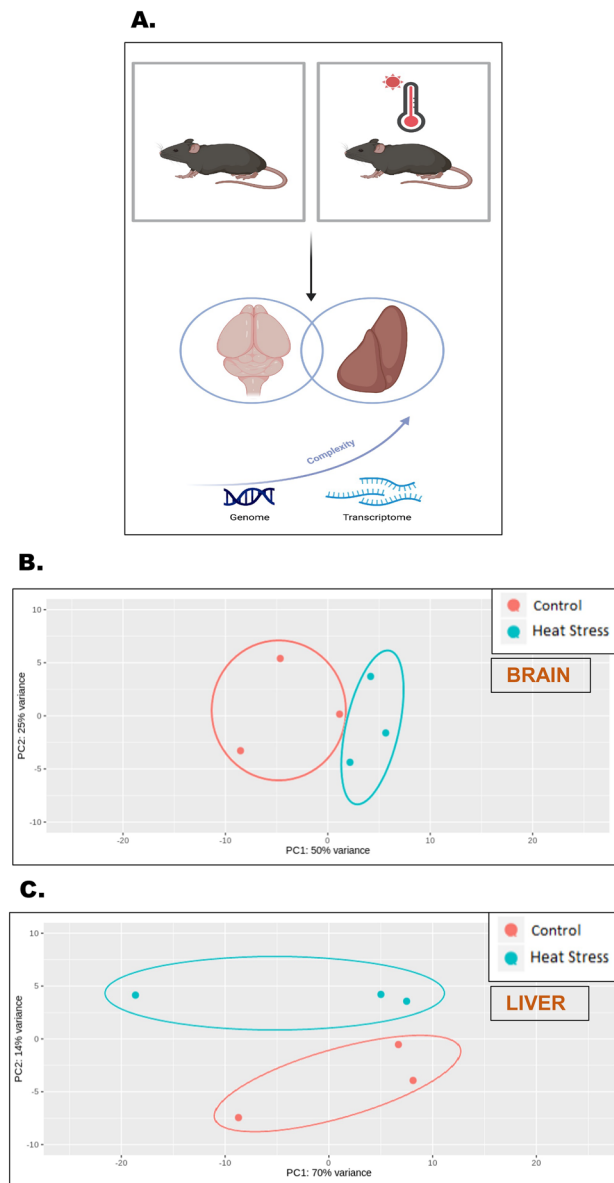 A.
Complexity
Genome
Transcriptome
B.
Control
Heat Stress
BRAIN
PC2: 25% variance
10
5
0
-5
-10
-20
-10
0
10
20
PC1: 50% variance
C.
Control
Heat Stress
LIVER
PC2: 14% variance
10
5
0
-5
-10
-20
-10
0
10
20
PC1: 70% variance